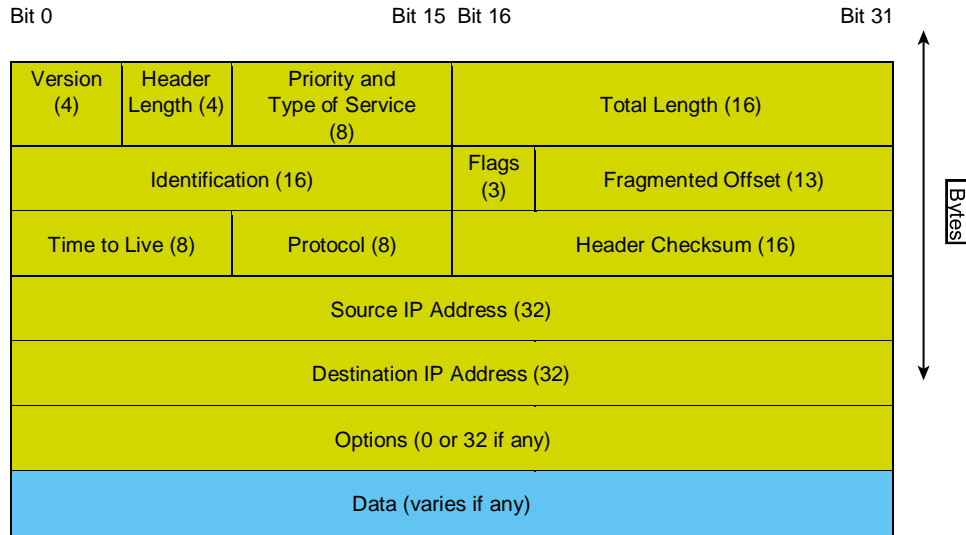 Bit 0 Bit 15 Bit 16 Bit 31
Version
(4)
Header
Length (4)
Priority and
Type of Service
(8)
Total Length (16)
Identification (16)
Flags
(3)
Fragmented Offset (13)
Time to Live (8)
Protocol (8)
Header Checksum (16)
Bytes
Source IP Address (32)
Destination IP Address (32)
Options (0 or 32 if any)
Data (varies if any)